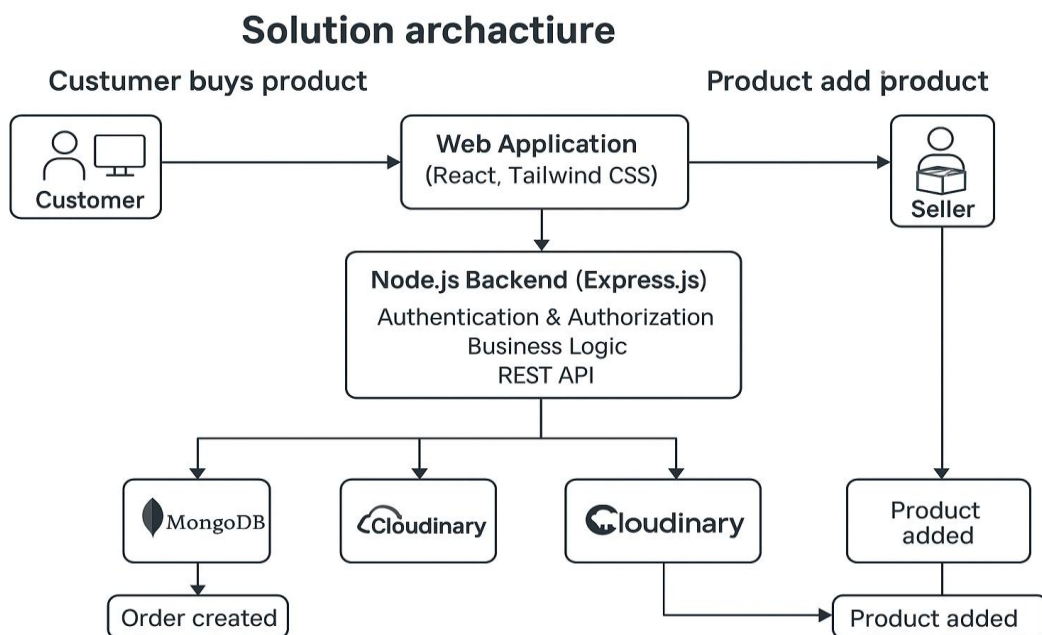 Solution archactiure
Custumer buys product
Product add product
Customer
Web Application
(React, Tailwind CSS)
Seller
Node.js Backend (Express.js)
Authentication & Authorization
Business Logic
REST API
MongoDB
Cloudinary
Cloudinary
Product
added
Order created
Product added